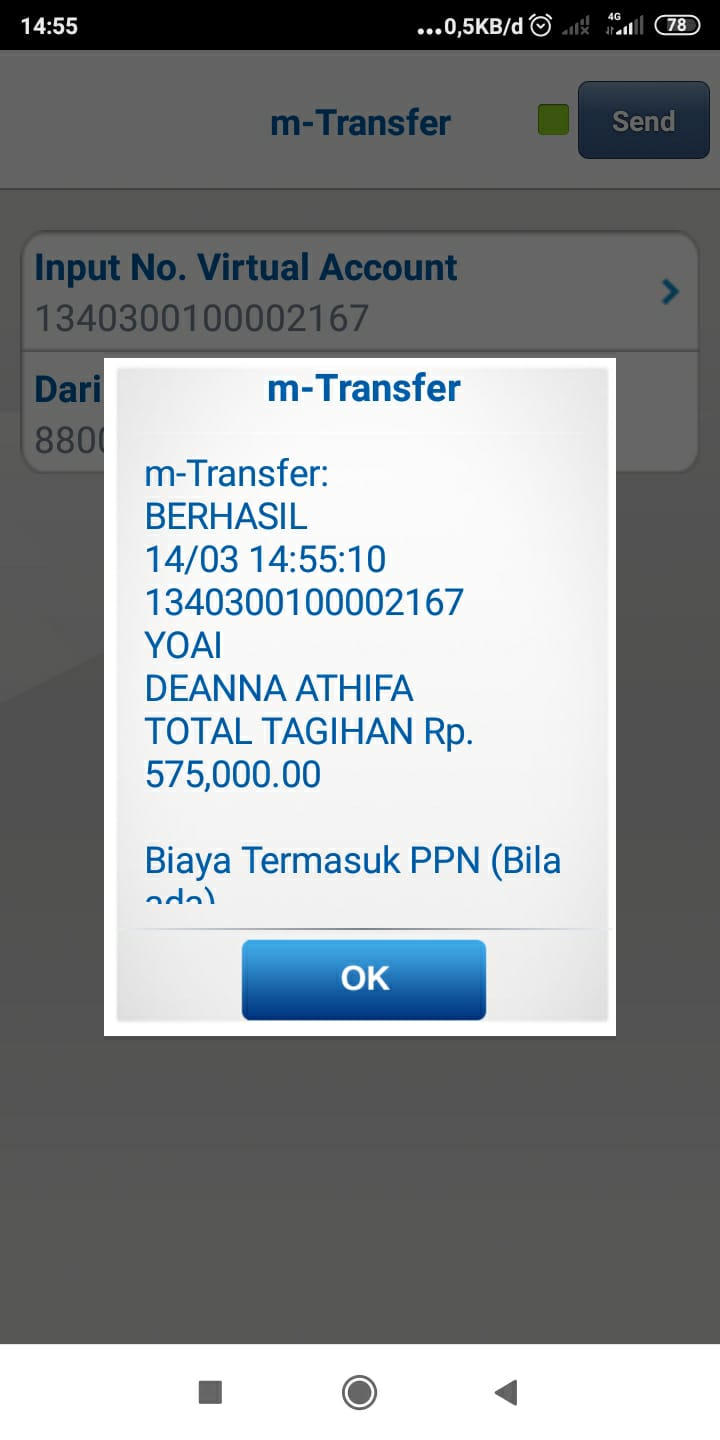 14:55
...0,5KB/d
4G
78
m-Transfer
Send
Input No. Virtual Account
1340300100002167
Dari
880
m-Transfer
m-Transfer:
BERHASIL
14/03 14:55:10
1340300100002167
YOAI
DEANNA ATHIFA
TOTAL TAGIHAN Rp.
575,000.00
Biaya Termasuk PPN (Bila
ada)
OK